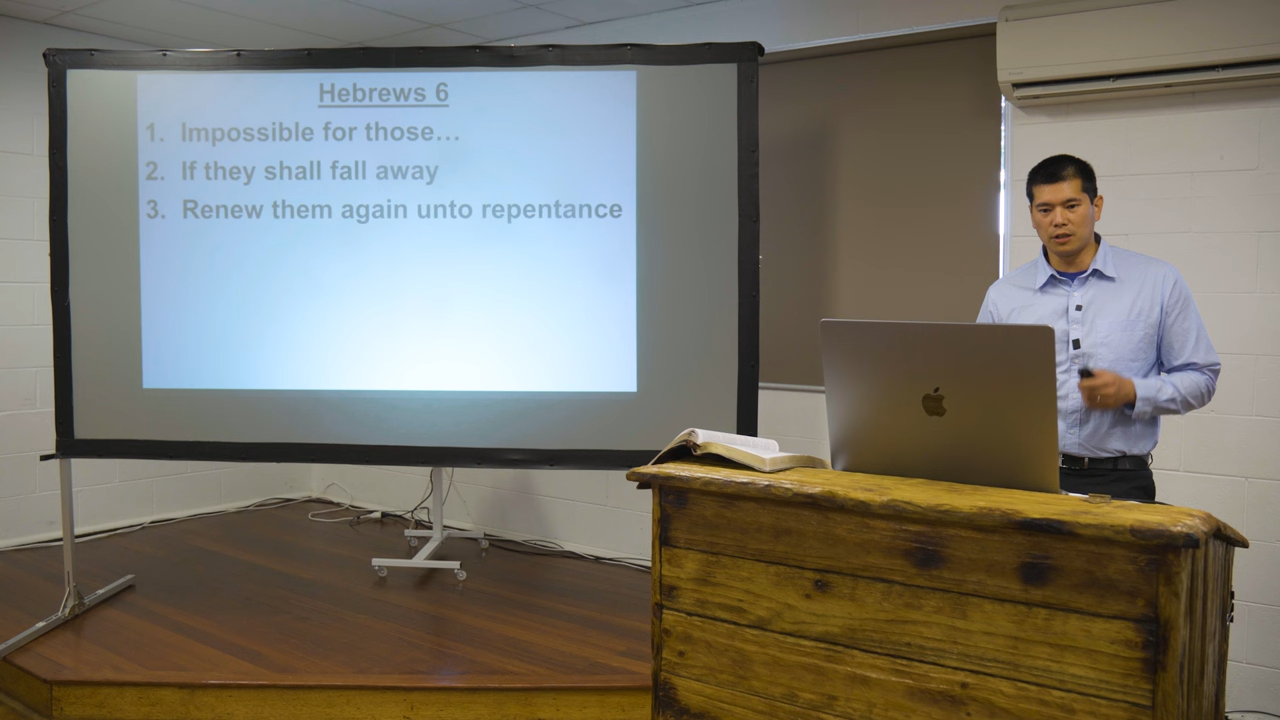 Hebrews 6
1. Impossible for those…
2. If they shall fall away
3. Renew them again unto repentance